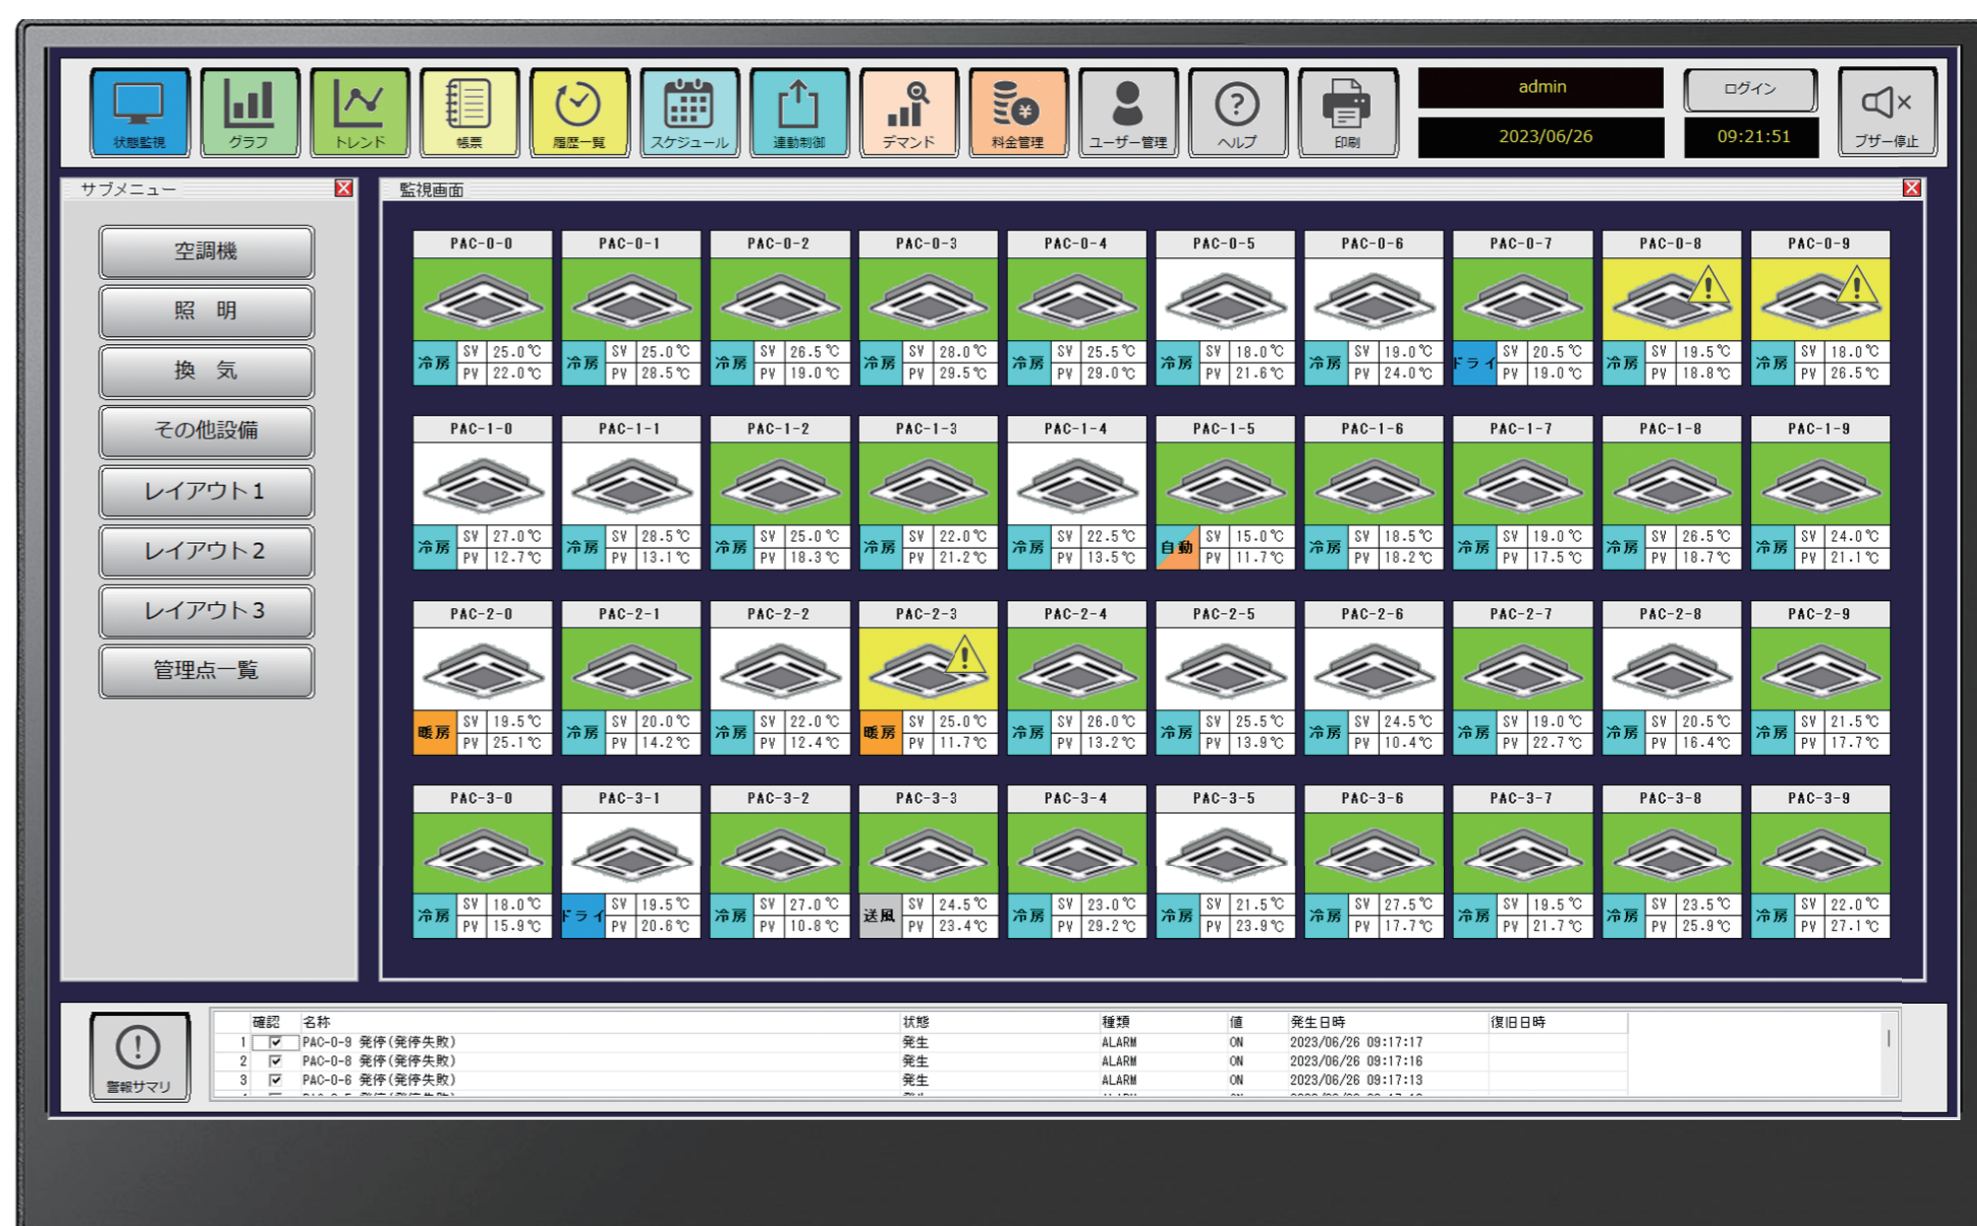 状態監視
グラフ
トレンド
帳票
履歴一覧
スケジュール
連動制御
デマンド
料金管理
ユーザー管理
ヘルプ
印刷
admin
ログイン
2023/06/26
09:21:51
ブザー停止
サブメニュー
空調機
照 明
換 気
その他設備
レイアウト1
レイアウト2
レイアウト3
管理点一覧
監視画面
PAC-0-0 PAC-0-1 PAC-0-2 PAC-0-3 PAC-0-4 PAC-0-5 PAC-0-6 PAC-0-7 PAC-0-8 PAC-0-9
冷房 SV 25.0℃ 冷房 SV 25.0℃ 冷房 SV 26.5℃ 冷房 SV 28.0℃ 冷房 SV 25.5℃ 冷房 SV 18.0℃ 冷房 SV 19.0℃ ドライ SV 20.5℃ 冷房 SV 19.5℃ 冷房 SV 18.0℃
PV 22.0℃ PV 28.5℃ PV 19.0℃ PV 29.5℃ PV 29.0℃ PV 21.6℃ PV 24.0℃ PV 19.0℃ PV 18.8℃ PV 26.5℃
PAC-1-0 PAC-1-1 PAC-1-2 PAC-1-3 PAC-1-4 PAC-1-5 PAC-1-6 PAC-1-7 PAC-1-8 PAC-1-9
冷房 SV 27.0℃ 冷房 SV 28.5℃ 冷房 SV 25.0℃ 冷房 SV 22.0℃ 冷房 SV 22.5℃ 自動 SV 15.0℃ 冷房 SV 18.5℃ 冷房 SV 19.0℃ 冷房 SV 26.5℃ 冷房 SV 24.0℃
PV 12.7℃ PV 13.1℃ PV 18.3℃ PV 21.2℃ PV 13.5℃ PV 11.7℃ PV 18.2℃ PV 17.5℃ PV 18.7℃ PV 21.1℃
PAC-2-0 PAC-2-1 PAC-2-2 PAC-2-3 PAC-2-4 PAC-2-5 PAC-2-6 PAC-2-7 PAC-2-8 PAC-2-9
暖房 SV 19.5℃ 冷房 SV 20.0℃ 冷房 SV 22.0℃ 暖房 SV 25.0℃ 冷房 SV 26.0℃ 冷房 SV 25.5℃ 冷房 SV 24.5℃ 冷房 SV 19.0℃ 冷房 SV 20.5℃ 冷房 SV 21.5℃
PV 25.1℃ PV 14.2℃ PV 12.4℃ PV 11.7℃ PV 13.2℃ PV 13.9℃ PV 10.4℃ PV 22.7℃ PV 16.4℃ PV 17.7℃
PAC-3-0 PAC-3-1 PAC-3-2 PAC-3-3 PAC-3-4 PAC-3-5 PAC-3-6 PAC-3-7 PAC-3-8 PAC-3-9
冷房 SV 18.0℃ ドライ SV 19.5℃ 冷房 SV 27.0℃ 送風 SV 24.5℃ 冷房 SV 23.0℃ 冷房 SV 21.5℃ 冷房 SV 27.5℃ 冷房 SV 19.5℃ 冷房 SV 23.5℃ 冷房 SV 22.0℃
PV 15.9℃ PV 20.6℃ PV 10.8℃ PV 23.4℃ PV 29.2℃ PV 23.9℃ PV 17.7℃ PV 21.7℃ PV 25.9℃ PV 27.1℃
警報サマリ
確認 名称 状態 種類 値 発生日時 復旧日時
1 PAC-0-9 発停(発停失敗) 発生 ALARM ON 2023/06/26 09:17:17
2 PAC-0-8 発停(発停失敗) 発生 ALARM ON 2023/06/26 09:17:16
3 PAC-0-6 発停(発停失敗) 発生 ALARM ON 2023/06/26 09:17:13